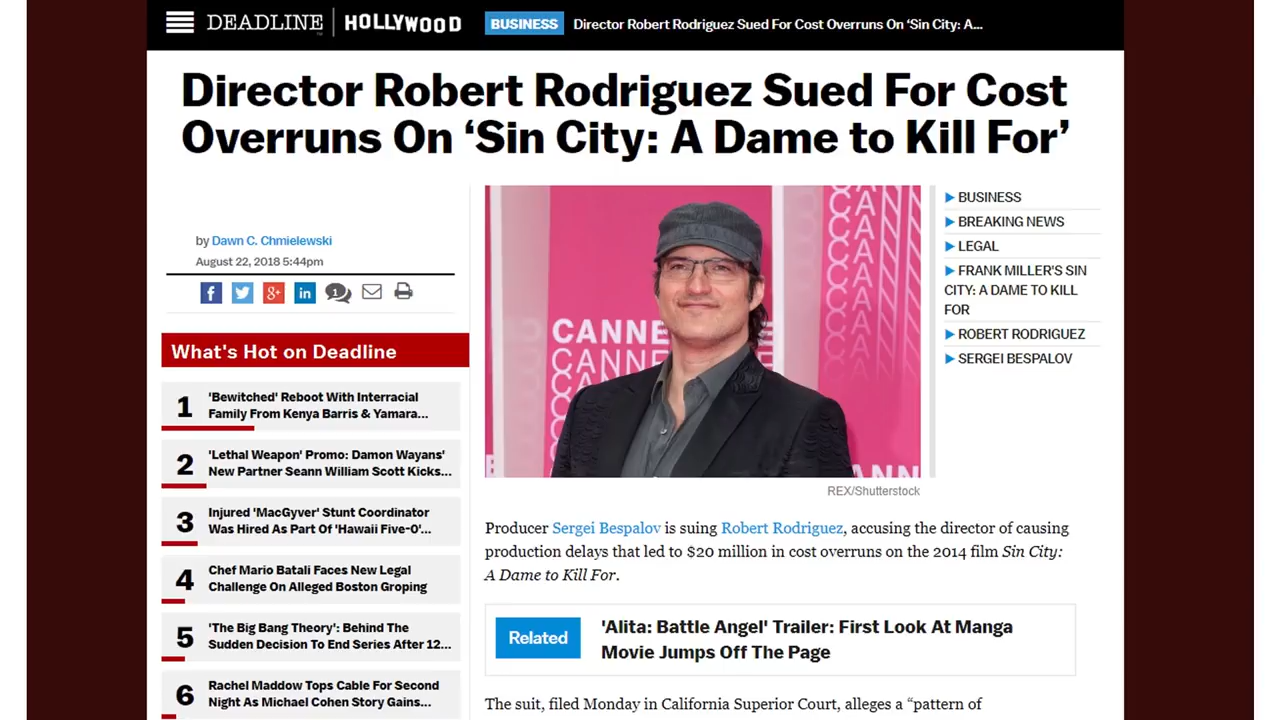 DEADLINE HOLLYWOOD BUSINESS Director Robert Rodriguez Sued For Cost Overruns On ‘Sin City: A...
Director Robert Rodriguez Sued For Cost
Overruns On ‘Sin City: A Dame to Kill For’
by Dawn C. Chmielewski
August 22, 2018 5:44pm
1
What's Hot on Deadline
1
'Bewitched' Reboot With Interracial
Family From Kenya Barris & Yamara...
2
'Lethal Weapon' Promo: Damon Wayans'
New Partner Seann William Scott Kicks...
3
Injured 'MacGyver' Stunt Coordinator
Was Hired As Part Of 'Hawaii Five-O'...
4
Chef Mario Batali Faces New Legal
Challenge On Alleged Boston Groping
5
'The Big Bang Theory': Behind The
Sudden Decision To End Series After 12...
6
Rachel Maddow Tops Cable For Second
Night As Michael Cohen Story Gains...
CANNE
CANNE
REX/Shutterstock
BUSINESS
BREAKING NEWS
LEGAL
FRANK MILLER'S SIN
CITY: A DAME TO KILL
FOR
ROBERT RODRIGUEZ
SERGEI BESPALOV
Producer Sergei Bespalov is suing Robert Rodriguez, accusing the director of causing
production delays that led to $20 million in cost overruns on the 2014 film Sin City:
A Dame to Kill For.
Related
'Alita: Battle Angel' Trailer: First Look At Manga
Movie Jumps Off The Page
The suit, filed Monday in California Superior Court, alleges a “pattern of